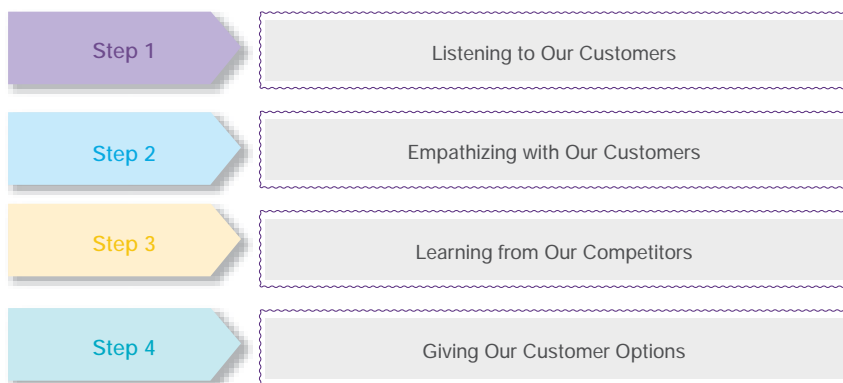 Step 1
Listening to Our Customers
Step 2
Empathizing with Our Customers
Step 3
Learning from Our Competitors
Step 4
Giving Our Customer Options